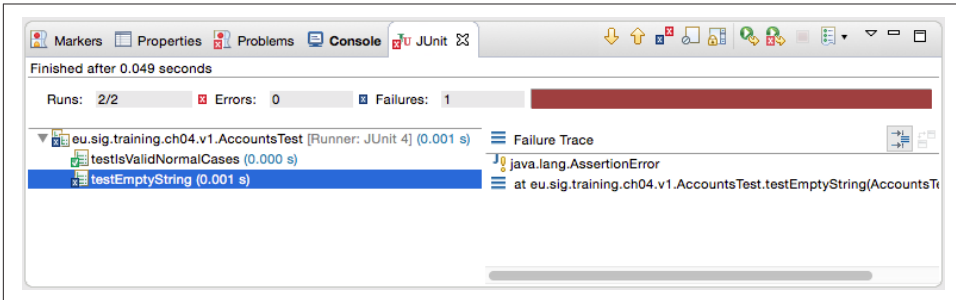 Markers Properties Problems Console JUnit
Finished after 0.049 seconds
Runs: 2/2 Errors: 0 Failures: 1
eu.sig.training.ch04.v1.AccountsTest [Runner: JUnit 4] (0.001 s)
testIsValidNormalCases (0.000 s)
testEmptyString (0.001 s)
Failure Trace
java.lang.AssertionError
at eu.sig.training.ch04.v1.AccountsTest.testEmptyString(AccountsTe